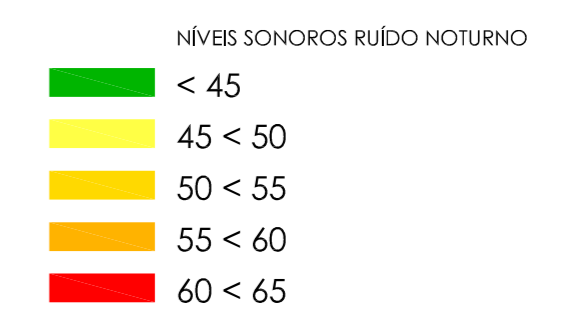 NÍVEIS SONOROS RUÍDO NOTURNO
< 45
45 < 50
50 < 55
55 < 60
60 < 65